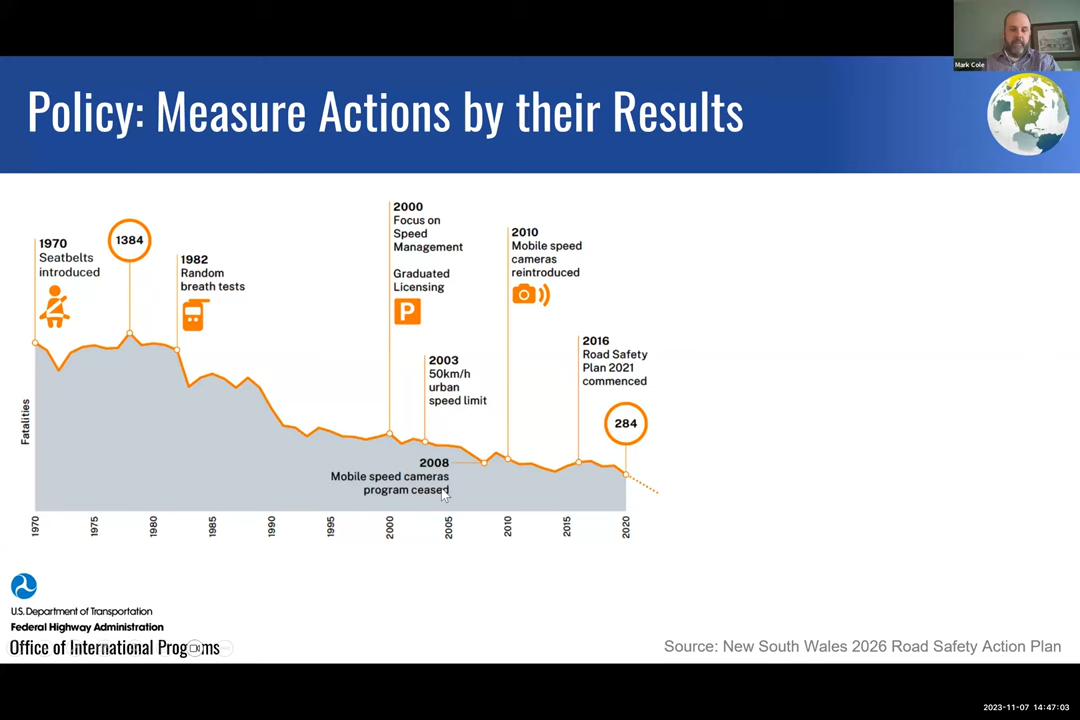 Mark Cole
Policy: Measure Actions by their Results
1970
Seatbelts
introduced
1384
1982
Random
breath tests
2000
Focus on
Speed
Management
Graduated
Licensing
P
2003
50km/h
urban
speed limit
2010
Mobile speed
cameras
reintroduced
2016
Road Safety
Plan 2021
commenced
284
2008
Mobile speed cameras
program ceased
Fatalities
1970
1975
1980
1985
1990
1995
2000
2005
2010
2015
2020
U.S. Department of Transportation
Federal Highway Administration
Office of International Programs
Source: New South Wales 2026 Road Safety Action Plan
2023-11-07 14:47:03